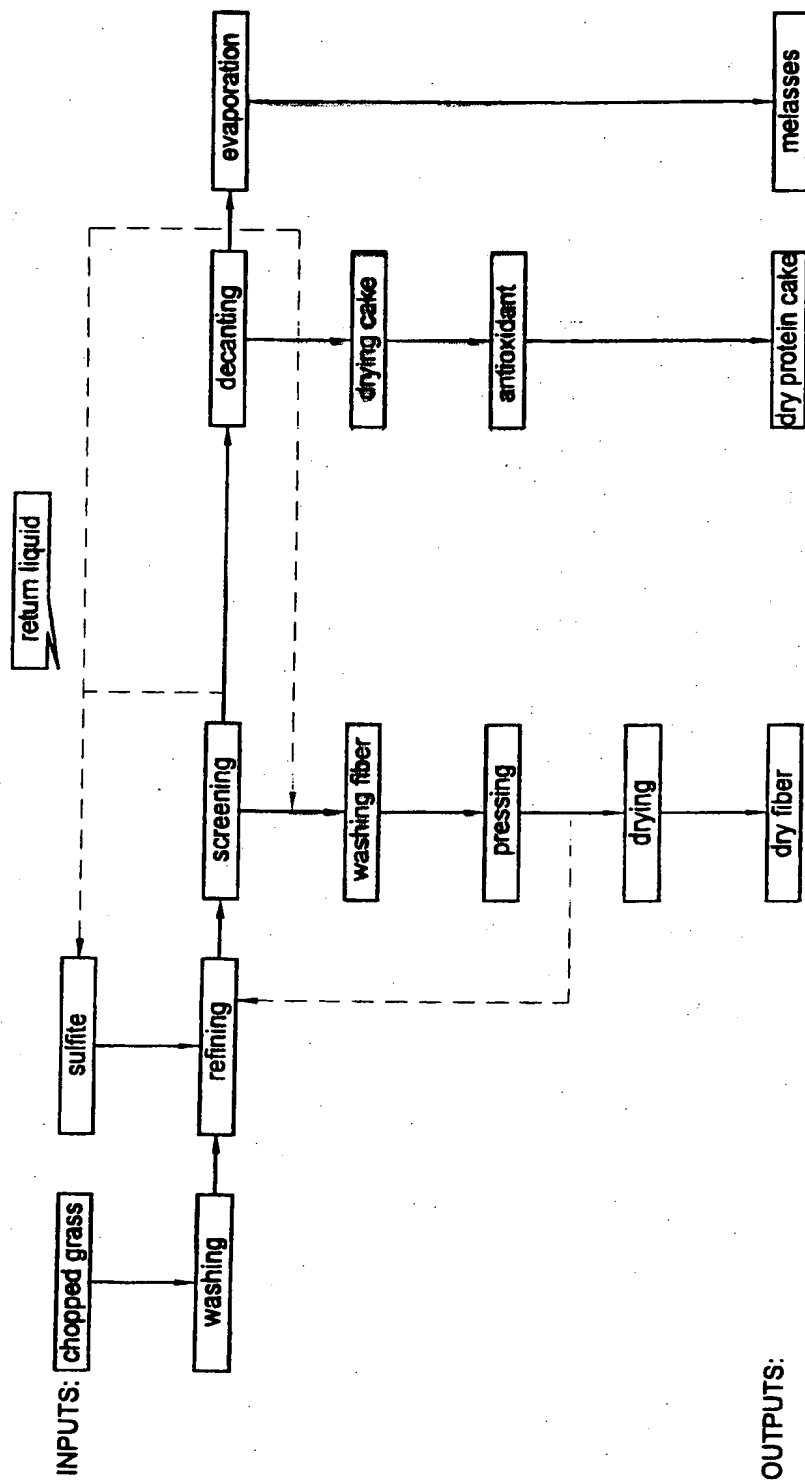 return liquid
INPUTS:
chopped grass
sulfite
washing
refining
screening
decanting
evaporation
washing fiber
drying cake
pressing
antioxidant
drying
OUTPUTS:
dry fiber
dry protein cake
melasses